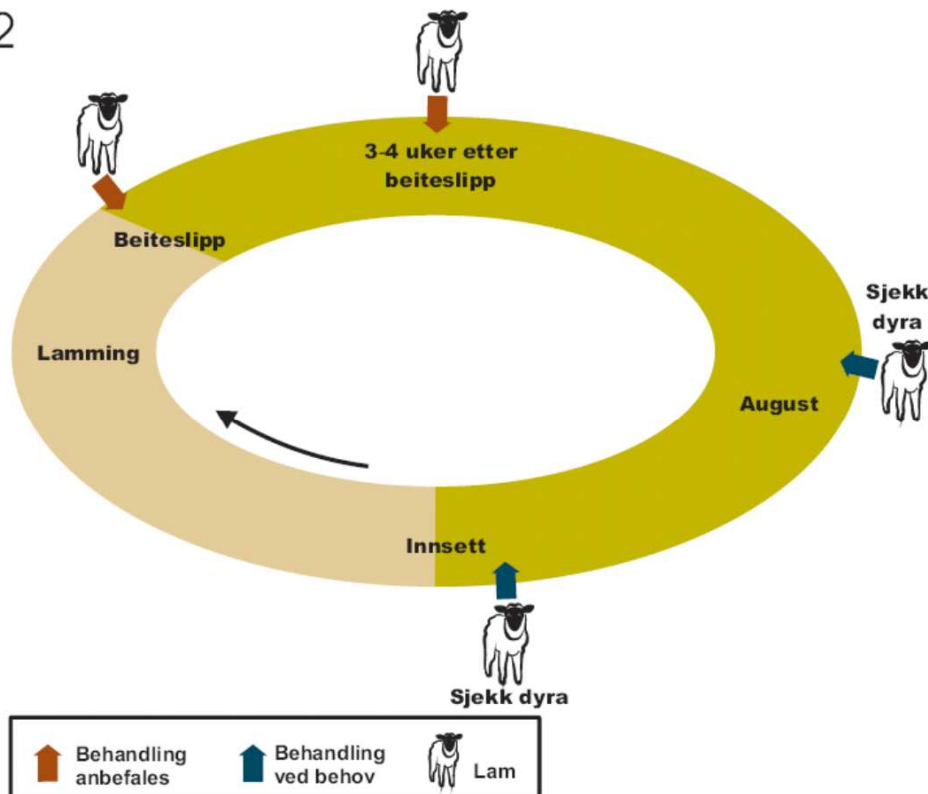 2
3-4 uker etter
beiteslipp
Beiteslipp
Sjekk
dyra
Lamming
August
Innsett
Sjekk dyra
Behandling
anbefales
Behandling
ved behov
Lam